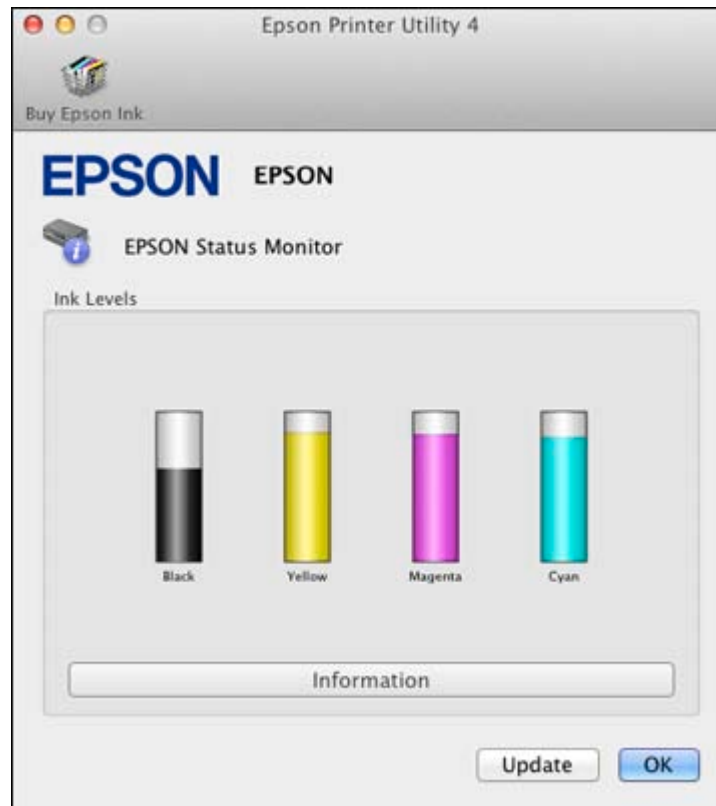 Epson Printer Utility 4
Buy Epson Ink
EPSON EPSON
EPSON Status Monitor
Ink Levels
Black Yellow Magenta Cyan
Information
Update OK